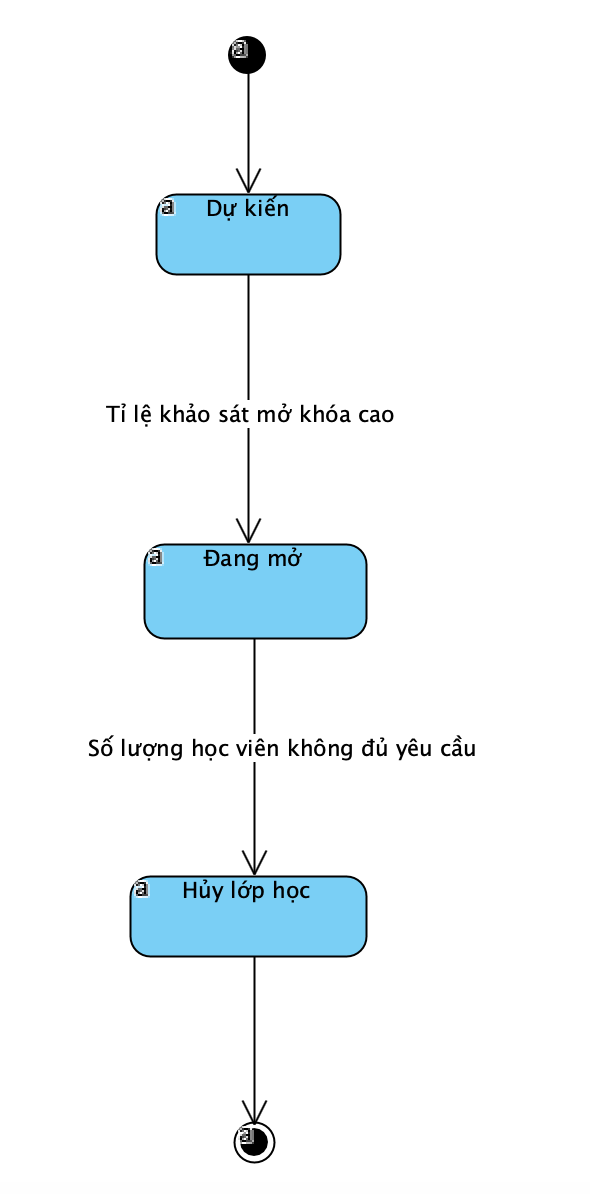 a
a Dự kiến
Tỉ lệ khảo sát mở khóa cao
a Đang mở
Số lượng học viên không đủ yêu cầu
a Hủy lớp học
a